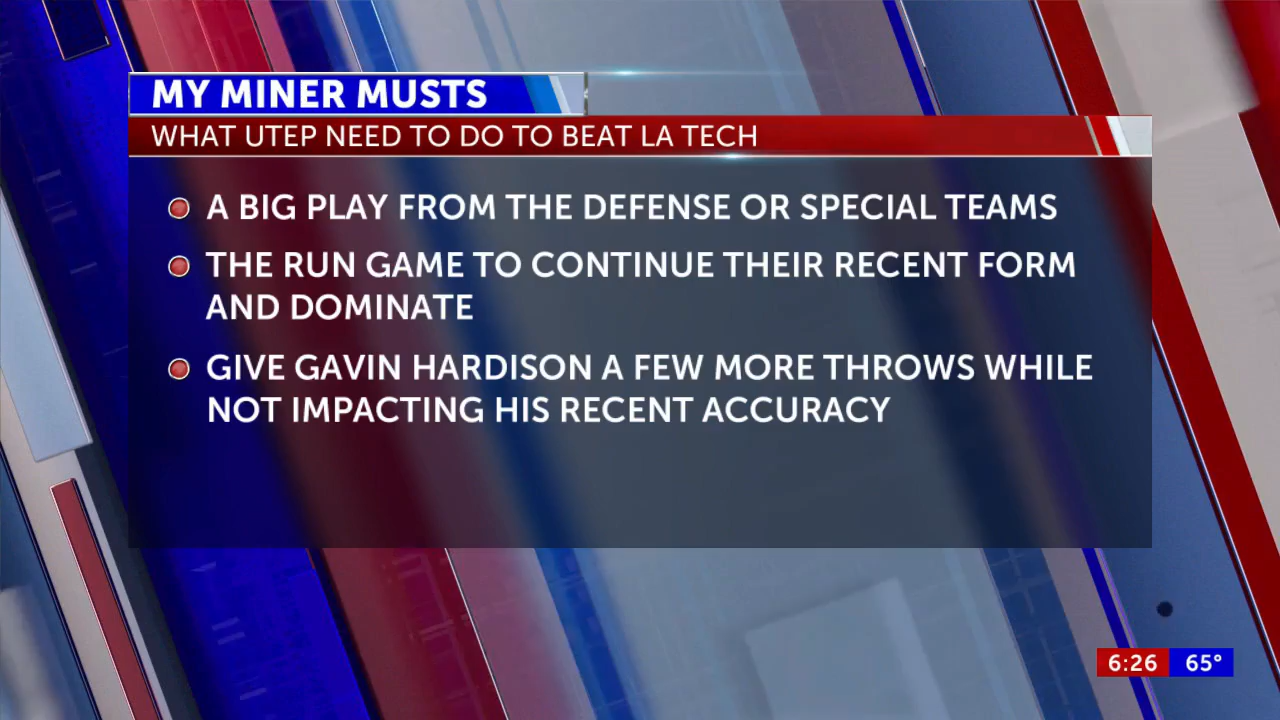 MY MINER MUSTS
WHAT UTEP NEED TO DO TO BEAT LA TECH
A BIG PLAY FROM THE DEFENSE OR SPECIAL TEAMS
THE RUN GAME TO CONTINUE THEIR RECENT FORM
AND DOMINATE
GIVE GAVIN HARDISON A FEW MORE THROWS WHILE
NOT IMPACTING HIS RECENT ACCURACY
6:26 65°